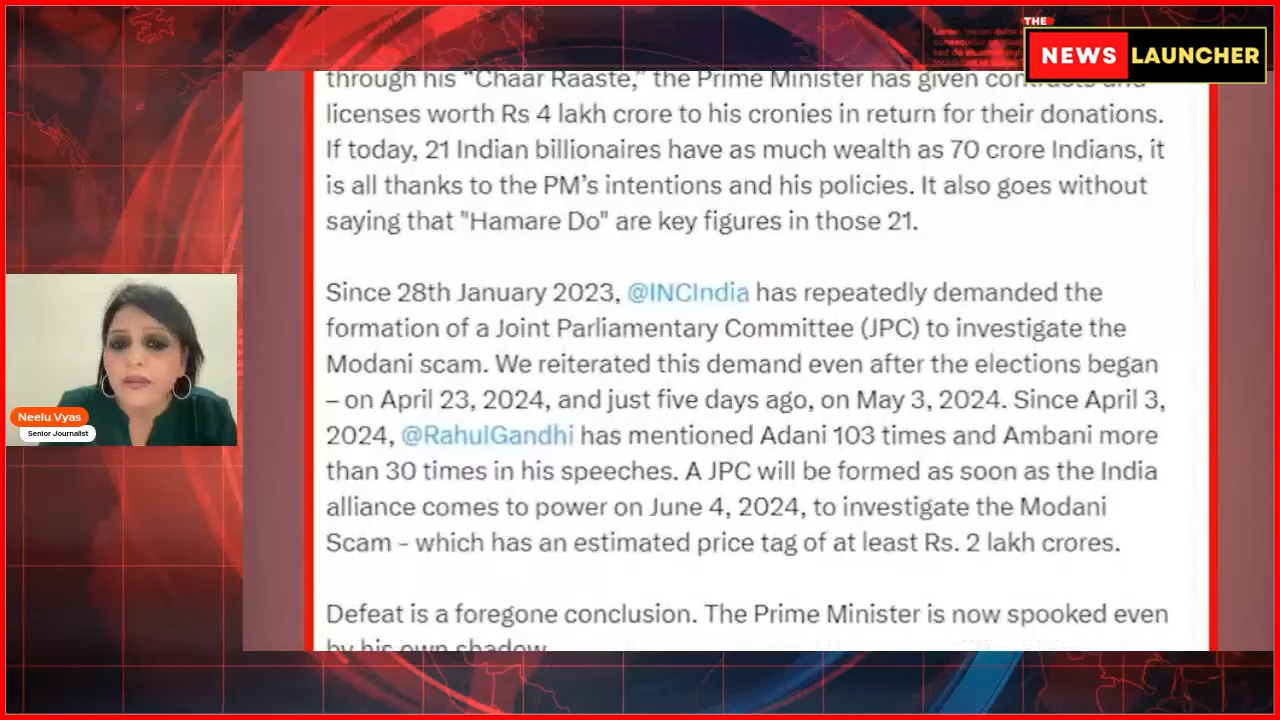 THE
NEWS LAUNCHER
through his "Chaar Raaste," the Prime Minister has given contracts and
licenses worth Rs 4 lakh crore to his cronies in return for their donations.
If today, 21 Indian billionaires have as much wealth as 70 crore Indians, it
is all thanks to the PM's intentions and his policies. It also goes without
saying that "Hamare Do" are key figures in those 21.
Since 28th January 2023, @INCIndia has repeatedly demanded the
formation of a Joint Parliamentary Committee (JPC) to investigate the
Modani scam. We reiterated this demand even after the elections began
– on April 23, 2024, and just five days ago, on May 3, 2024. Since April 3,
2024, @RahulGandhi has mentioned Adani 103 times and Ambani more
than 30 times in his speeches. A JPC will be formed as soon as the India
alliance comes to power on June 4, 2024, to investigate the Modani
Scam - which has an estimated price tag of at least Rs. 2 lakh crores.
Defeat is a foregone conclusion. The Prime Minister is now spooked even
by his own shadow
Neelu Vyas
Senior Journalist